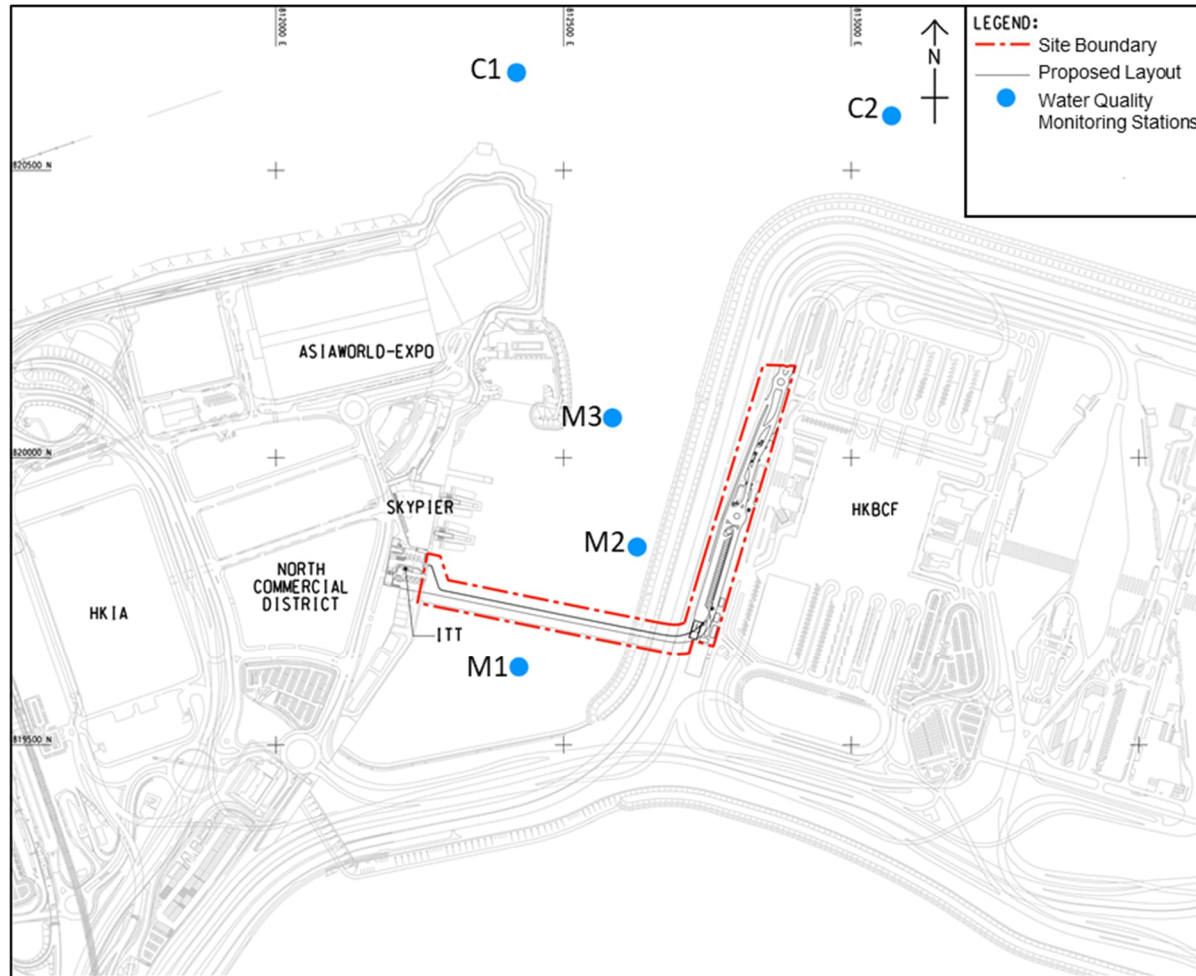 812000 E
812500 E
813000 E
N
LEGEND:
Site Boundary
Proposed Layout
Water Quality
Monitoring Stations
C1
C2
820500 N
ASIAWORLD-EXPO
M3
820000 N
SKYPIER
HKBCF
M2
NORTH
COMMERCIAL
DISTRICT
HKIA
ITT
M1
819500 N